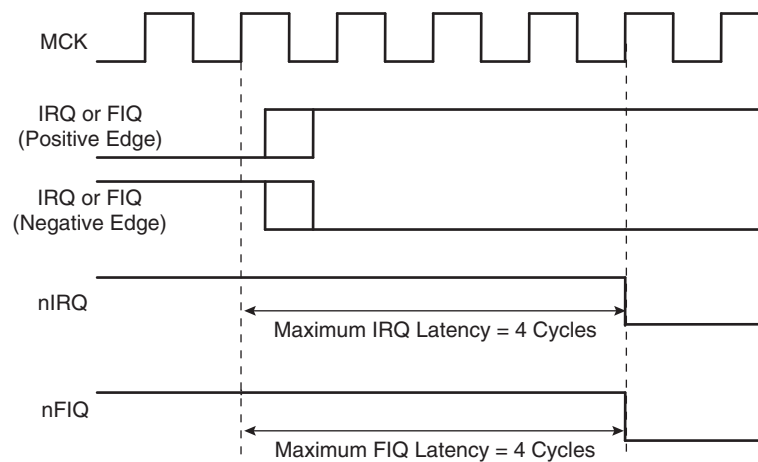 MCK
IRQ or FIQ
(Positive Edge)
IRQ or FIQ
(Negative Edge)
nIRQ
Maximum IRQ Latency = 4 Cycles
nFIQ
Maximum FIQ Latency = 4 Cycles